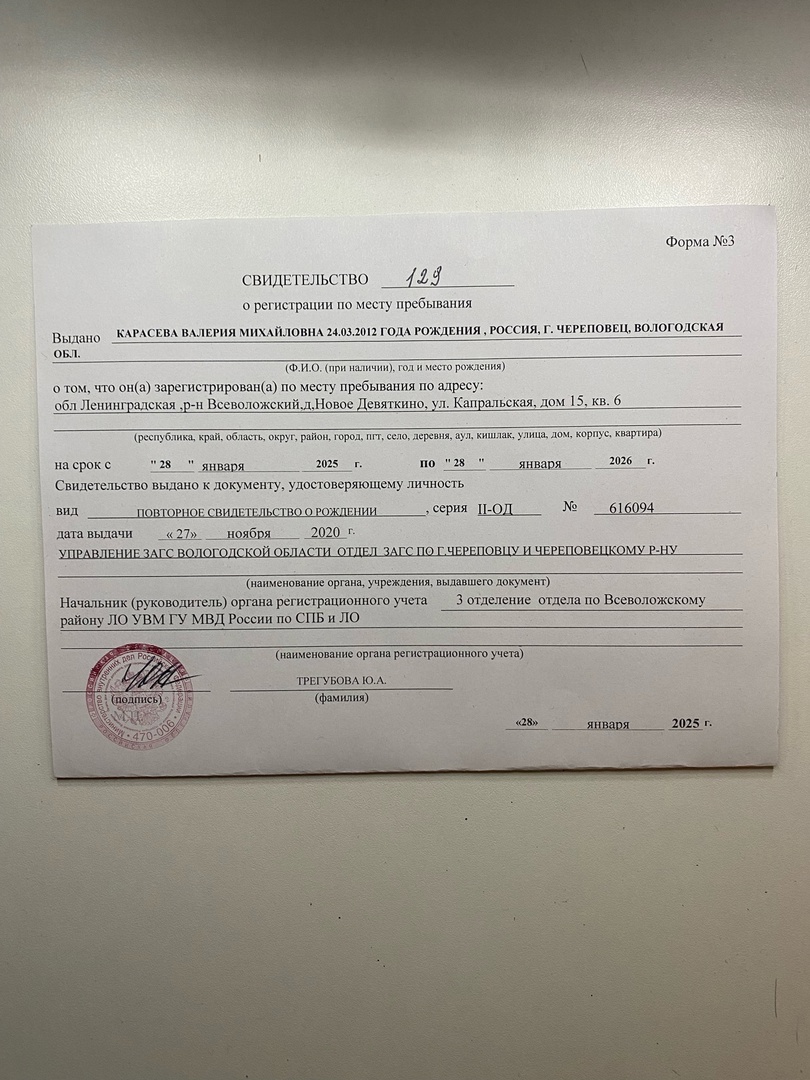 Форма №3
СВИДЕТЕЛЬСТВО 129
о регистрации по месту пребывания
Выдано КАРАСЕВА ВАЛЕРИЯ МИХАЙЛОВНА 24.03.2012 ГОДА РОЖДЕНИЯ , РОССИЯ, Г. ЧЕРЕПОВЕЦ, ВОЛОГОДСКАЯ
ОБЛ.
(Ф.И.О. (при наличии), год и место рождения)
о том, что он(а) зарегистрирован(а) по месту пребывания по адресу:
обл Ленинградская ,р-н Всеволожский,д,Новое Девяткино, ул. Капральская, дом 15, кв. 6
(республика, край, область, округ, район, город, пгт, село, деревня, аул, кишлак, улица, дом, корпус, квартира)
на срок с " 28 " января 2025 г. по " 28 " января 2026 г.
Свидетельство выдано к документу, удостоверяющему личность
вид ПОВТОРНОЕ СВИДЕТЕЛЬСТВО О РОЖДЕНИИ , серия II-ОД № 616094
дата выдачи « 27» ноября 2020 г.
УПРАВЛЕНИЕ ЗАГС ВОЛОГОДСКОЙ ОБЛАСТИ ОТДЕЛ ЗАГС ПО Г.ЧЕРЕПОВЦУ И ЧЕРЕПОВЕЦКОМУ Р-НУ
(наименование органа, учреждения, выдавшего документ)
Начальник (руководитель) органа регистрационного учета 3 отделение отдела по Всеволожскому
району ЛО УВМ ГУ МВД России по СПБ и ЛО
(наименование органа регистрационного учета)
ТРЕГУБОВА Ю.А.
(подпись) (фамилия)
М.П.
Министерство внутренних дел Российской Федерации
470-006
«28» января 2025 г.